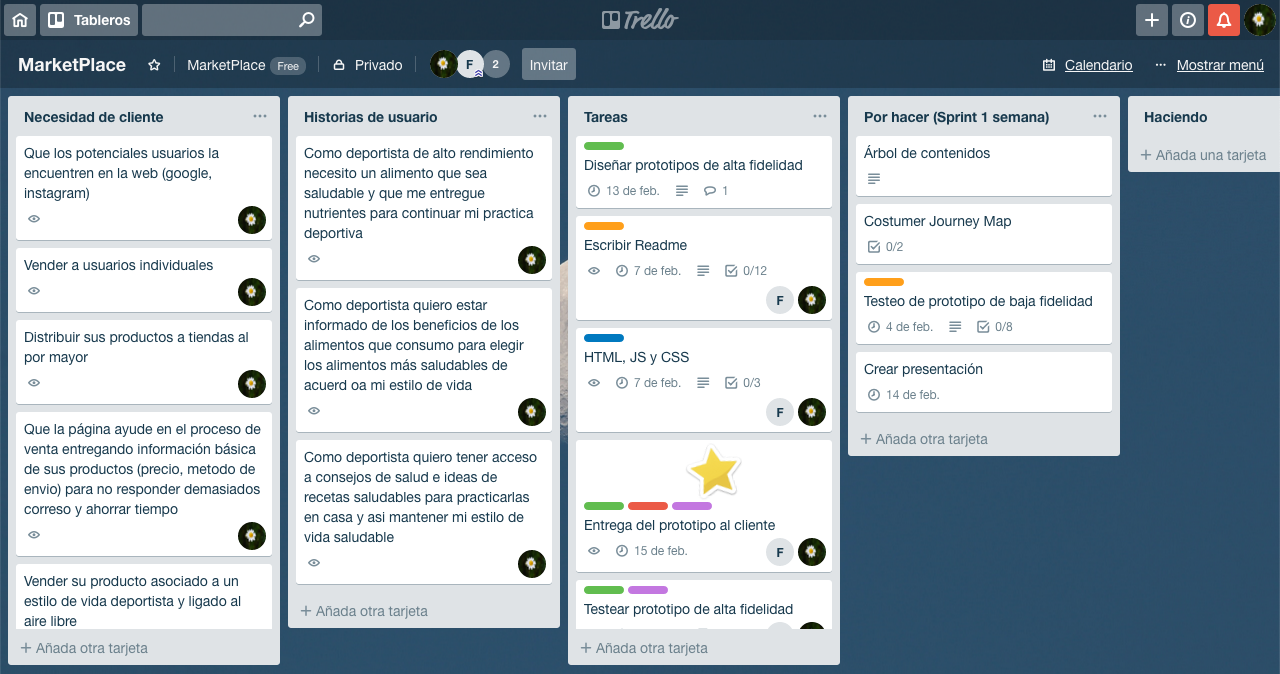 Tableros
Trello
MarketPlace
MarketPlace Free
Privado
F
2
Invitar
Calendario
Mostrar menú
Necesidad de cliente
Que los potenciales usuarios la
encuentren en la web (google,
instagram)
Vender a usuarios individuales
Distribuir sus productos a tiendas al
por mayor
Que la página ayude en el proceso de
venta entregando información básica
de sus productos (precio, metodo de
envio) para no responder demasiados
correso y ahorrar tiempo
Vender su producto asociado a un
estilo de vida deportista y ligado al
aire libre
+ Añada otra tarjeta
Historias de usuario
Como deportista de alto rendimiento
necesito un alimento que sea
saludable y que me entregue
nutrientes para continuar mi practica
deportiva
Como deportista quiero estar
informado de los beneficios de los
alimentos que consumo para elegir
los alimentos más saludables de
acuerd oa mi estilo de vida
Como deportista quiero tener acceso
a consejos de salud e ideas de
recetas saludables para practicarlas
en casa y asi mantener mi estilo de
vida saludable
+ Añada otra tarjeta
Tareas
Diseñar prototipos de alta fidelidad
13 de feb. 1
Escribir Readme
7 de feb. 0/12
F
HTML, JS y CSS
7 de feb. 0/3
F
Entrega del prototipo al cliente
15 de feb.
F
Testear prototipo de alta fidelidad
+ Añada otra tarjeta
Por hacer (Sprint 1 semana)
Árbol de contenidos
Costumer Journey Map
0/2
Testeo de prototipo de baja fidelidad
4 de feb. 0/8
Crear presentación
14 de feb.
+ Añada otra tarjeta
Haciendo
+ Añada una tarjeta